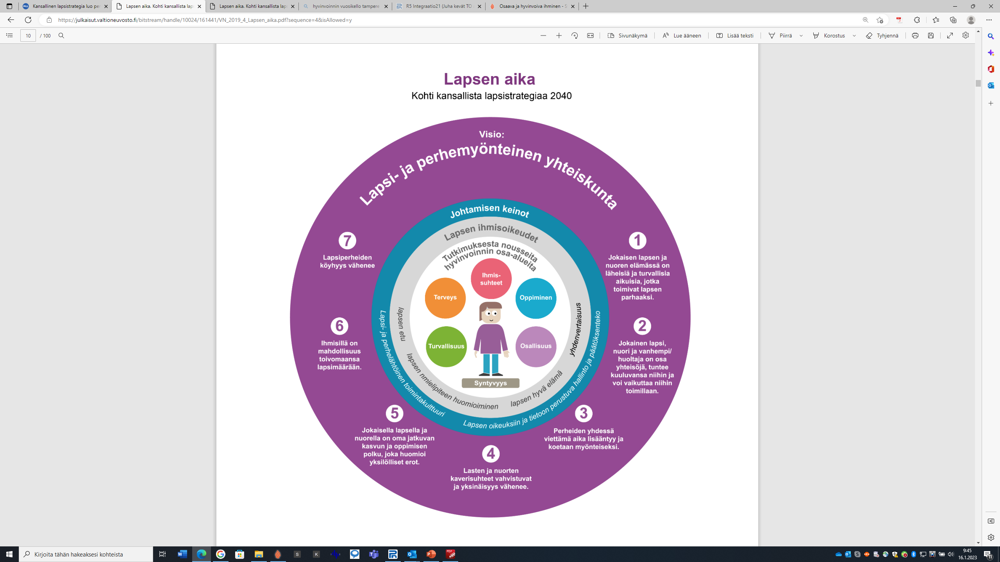 Kansallinen lapsistrategia luo per
Lapsen aika. Kohti kansallista laps
Lapsen aika. Kohti kansallista laps
hyvinvoinnin vuosikello tampere
R5 Integraatio21 (Juha kevät TO
Osaava ja hyvinvoiva ihminen - S
https://julkaisut.valtioneuvosto.fi/bitstream/handle/10024/161441/VN_2019_4_Lapsen_aika.pdf?sequence=4&isAllowed=y
10 / 100
Sivunäkymä
Lue ääneen
Lisää teksti
Piirrä
Korostus
Tyhjennä
Lapsen aika
Kohti kansallista lapsistrategiaa 2040
Visio:
Lapsi- ja perhemyönteinen yhteiskunta
Johtamisen keinot
Lapsen ihmisoikeudet
Tutkimuksesta nousseita
hyvinvoinnin osa-alueita
Ihmis-
suhteet
Terveys
Oppiminen
Turvallisuus
Osallisuus
Syntyvyys
lapsen etu
lapsen nmielipiteen huomioiminen
lapsen hyvä elämä
yhdenvertaisuus
Lapsi- ja perhelähtöinen toimintakulttuuri
Lapsen oikeuksiin ja tietoon perustuva hallinto ja päätöksenteko
1
Jokaisen lapsen ja
nuoren elämässä on
läheisiä ja turvallisia
aikuisia, jotka
toimivat lapsen
parhaaksi.
2
Jokainen lapsi,
nuori ja vanhempi/
huoltaja on osa
yhteisöjä, tuntee
kuuluvansa niihin ja
voi vaikuttaa niihin
toimillaan.
3
Perheiden yhdessä
viettämä aika lisääntyy ja
koetaan myönteiseksi.
4
Lasten ja nuorten
kaverisuhteet vahvistuvat
ja yksinäisyys vähenee.
5
Jokaisella lapsella ja
nuorella on oma jatkuvan
kasvun ja oppimisen
polku, joka huomioi
yksilölliset erot.
6
Ihmisillä on
mahdollisuus
toivomaansa
lapsimäärään.
7
Lapsiperheiden
köyhyys vähenee
Kirjoita tähän hakeaksesi kohteista
S
K
9:45
16.1.2023
11